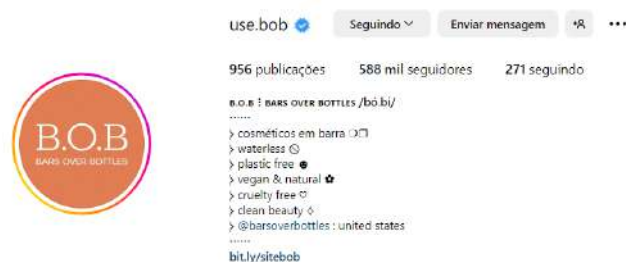 use.bob
Seguindo
Enviar mensagem
956 publicações 588 mil seguidores 271 seguindo
B.O.B ⁞ BARS OVER BOTTLES /bó.bi/
......
> cosméticos em barra
> waterless
> plastic free
> vegan & natural
> cruelty free
> clean beauty
> @barsoverbottles : united states
......
bit.ly/sitebob
B.O.B
BARS OVER BOTTLES